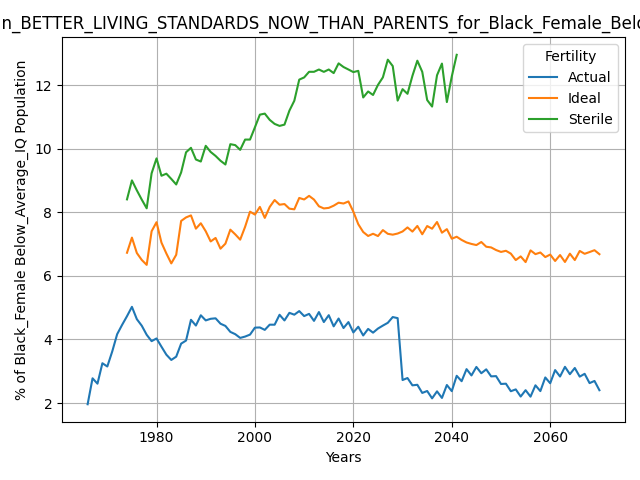 n_BETTER_LIVING_STANDARDS_NOW_THAN_PARENTS_for_Black_Female_Belo
% of Black_Female Below_Average_IQ Population
12
10
8
6
4
2
Fertility
Actual
Ideal
Sterile
1980 2000 2020 2040 2060
Years